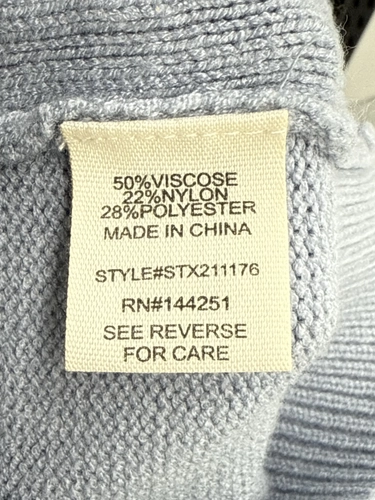 50%VISCOSE
22%NYLON
28%POLYESTER
MADE IN CHINA
STYLE#STX211176
RN#144251
SEE REVERSE
FOR CARE